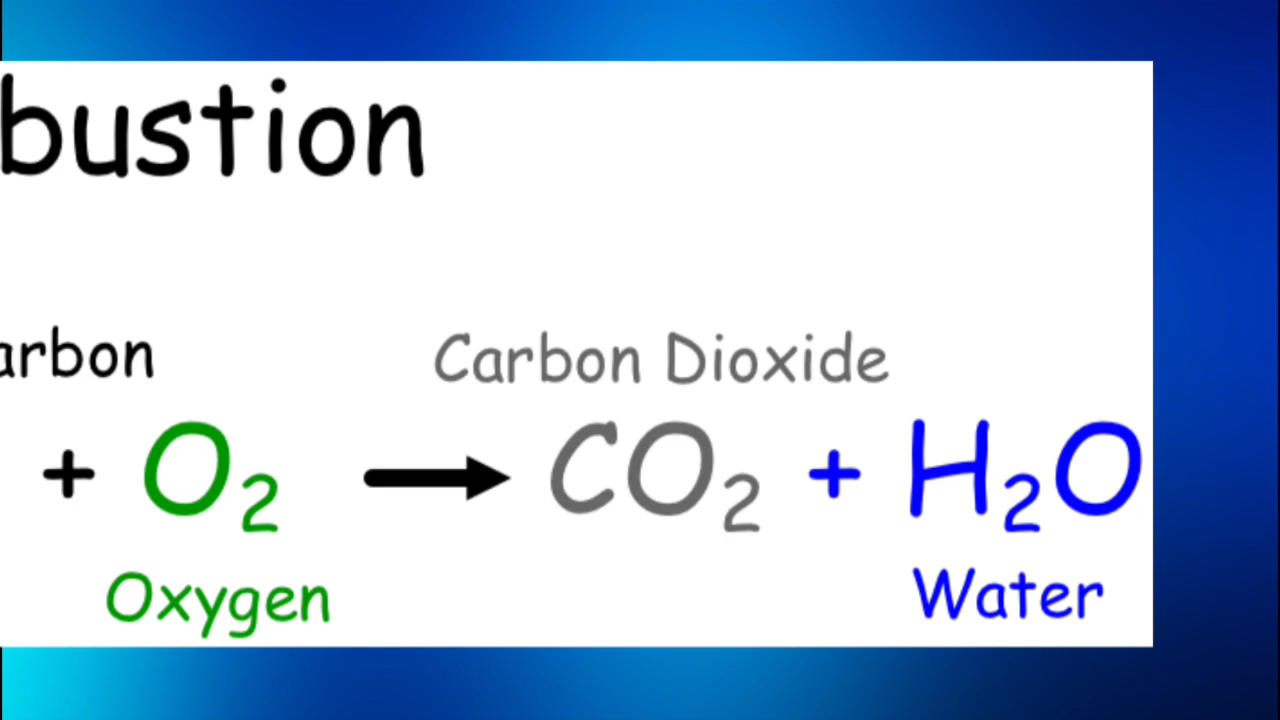 bustion
arbon
Carbon Dioxide
+ O₂ → CO₂ + H₂O
Oxygen
Water